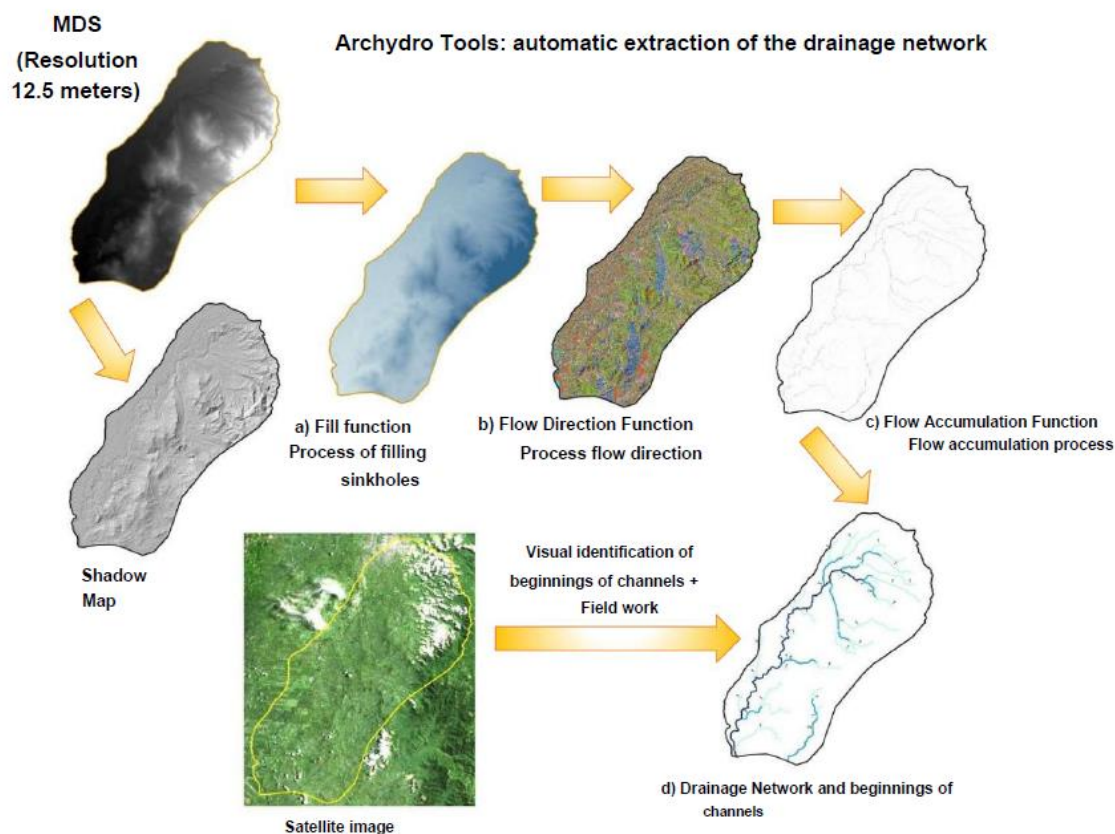 MDS
(Resolution
12.5 meters)
Archydro Tools: automatic extraction of the drainage network
a) Fill function
Process of filling
sinkholes
b) Flow Direction Function
Process flow direction
c) Flow Accumulation Function
Flow accumulation process
Shadow
Map
Visual identification of
beginnings of channels +
Field work
d) Drainage Network and beginnings of
channels
Satellite image